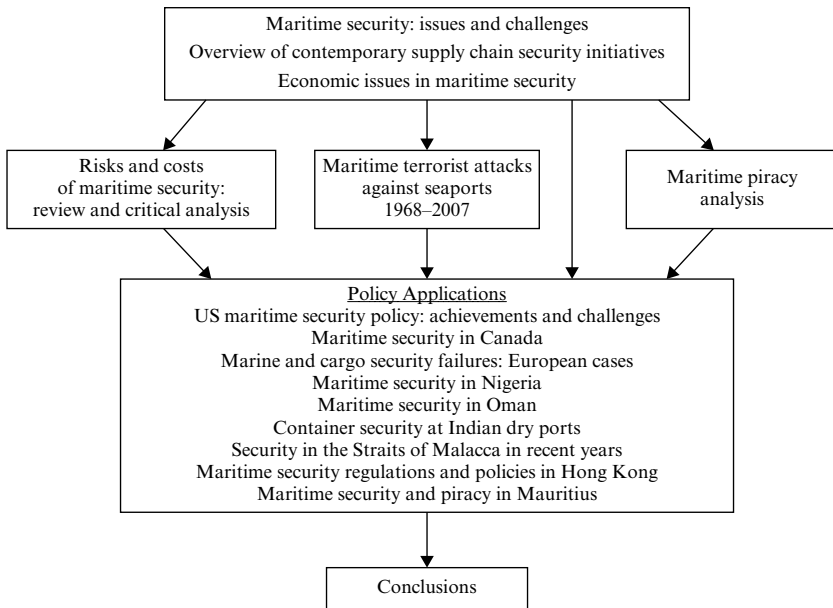 Maritime security: issues and challenges
Overview of contemporary supply chain security initiatives
Economic issues in maritime security
Risks and costs
of maritime security:
review and critical analysis
Maritime terrorist attacks
against seaports
1968–2007
Maritime piracy
analysis
Policy Applications
US maritime security policy: achievements and challenges
Maritime security in Canada
Marine and cargo security failures: European cases
Maritime security in Nigeria
Maritime security in Oman
Container security at Indian dry ports
Security in the Straits of Malacca in recent years
Maritime security regulations and policies in Hong Kong
Maritime security and piracy in Mauritius
Conclusions